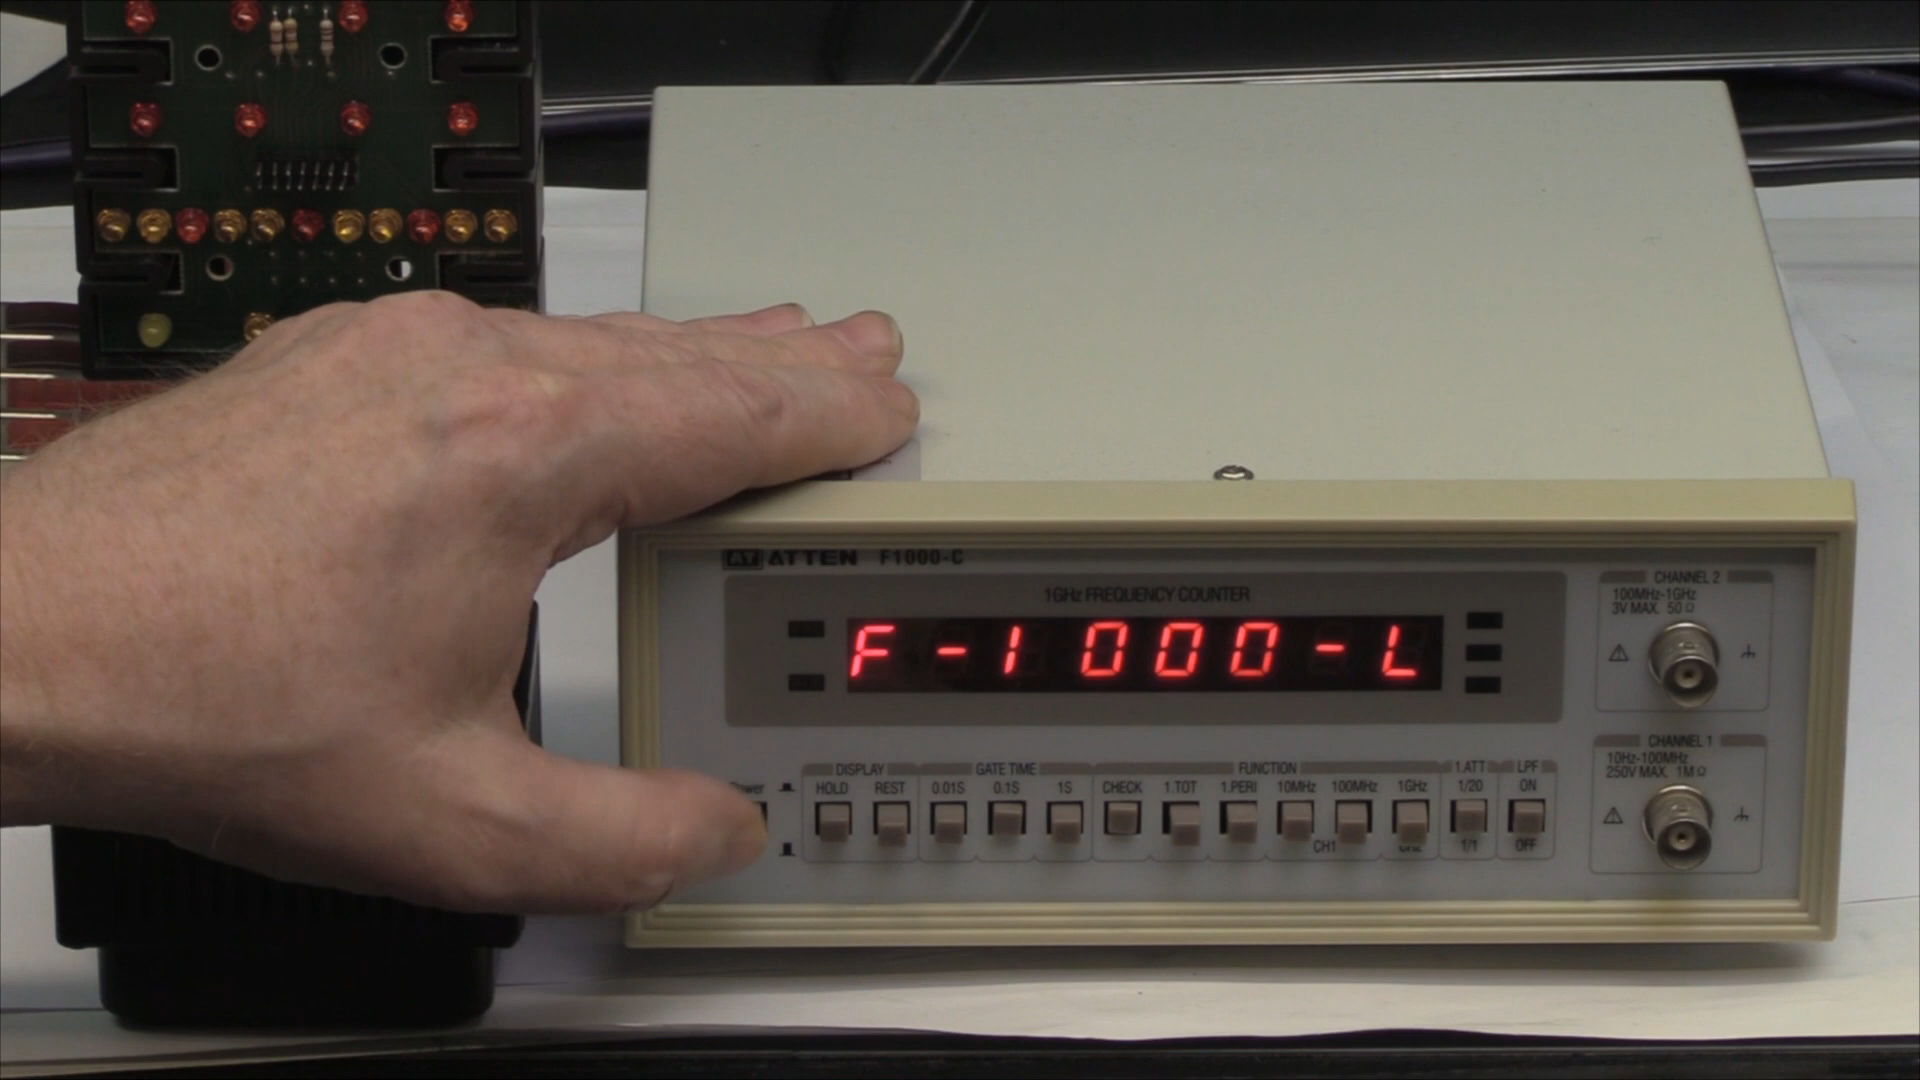 AT ATTEN F1000-C
1GHz FREQUENCY COUNTER
F-1000-L
CHANNEL 2
100MHz-1GHz
3V MAX. 50Ω
CHANNEL 1
10Hz-100MHz
250V MAX. 1MΩ
DISPLAY GATE TIME FUNCTION 1.ATT LPF
HOLD REST 0.01S 0.1S 1S CHECK 1.TOT 1.PERI 10MHz 100MHz 1GHz 1/20 ON
CH1 1/1 OFF